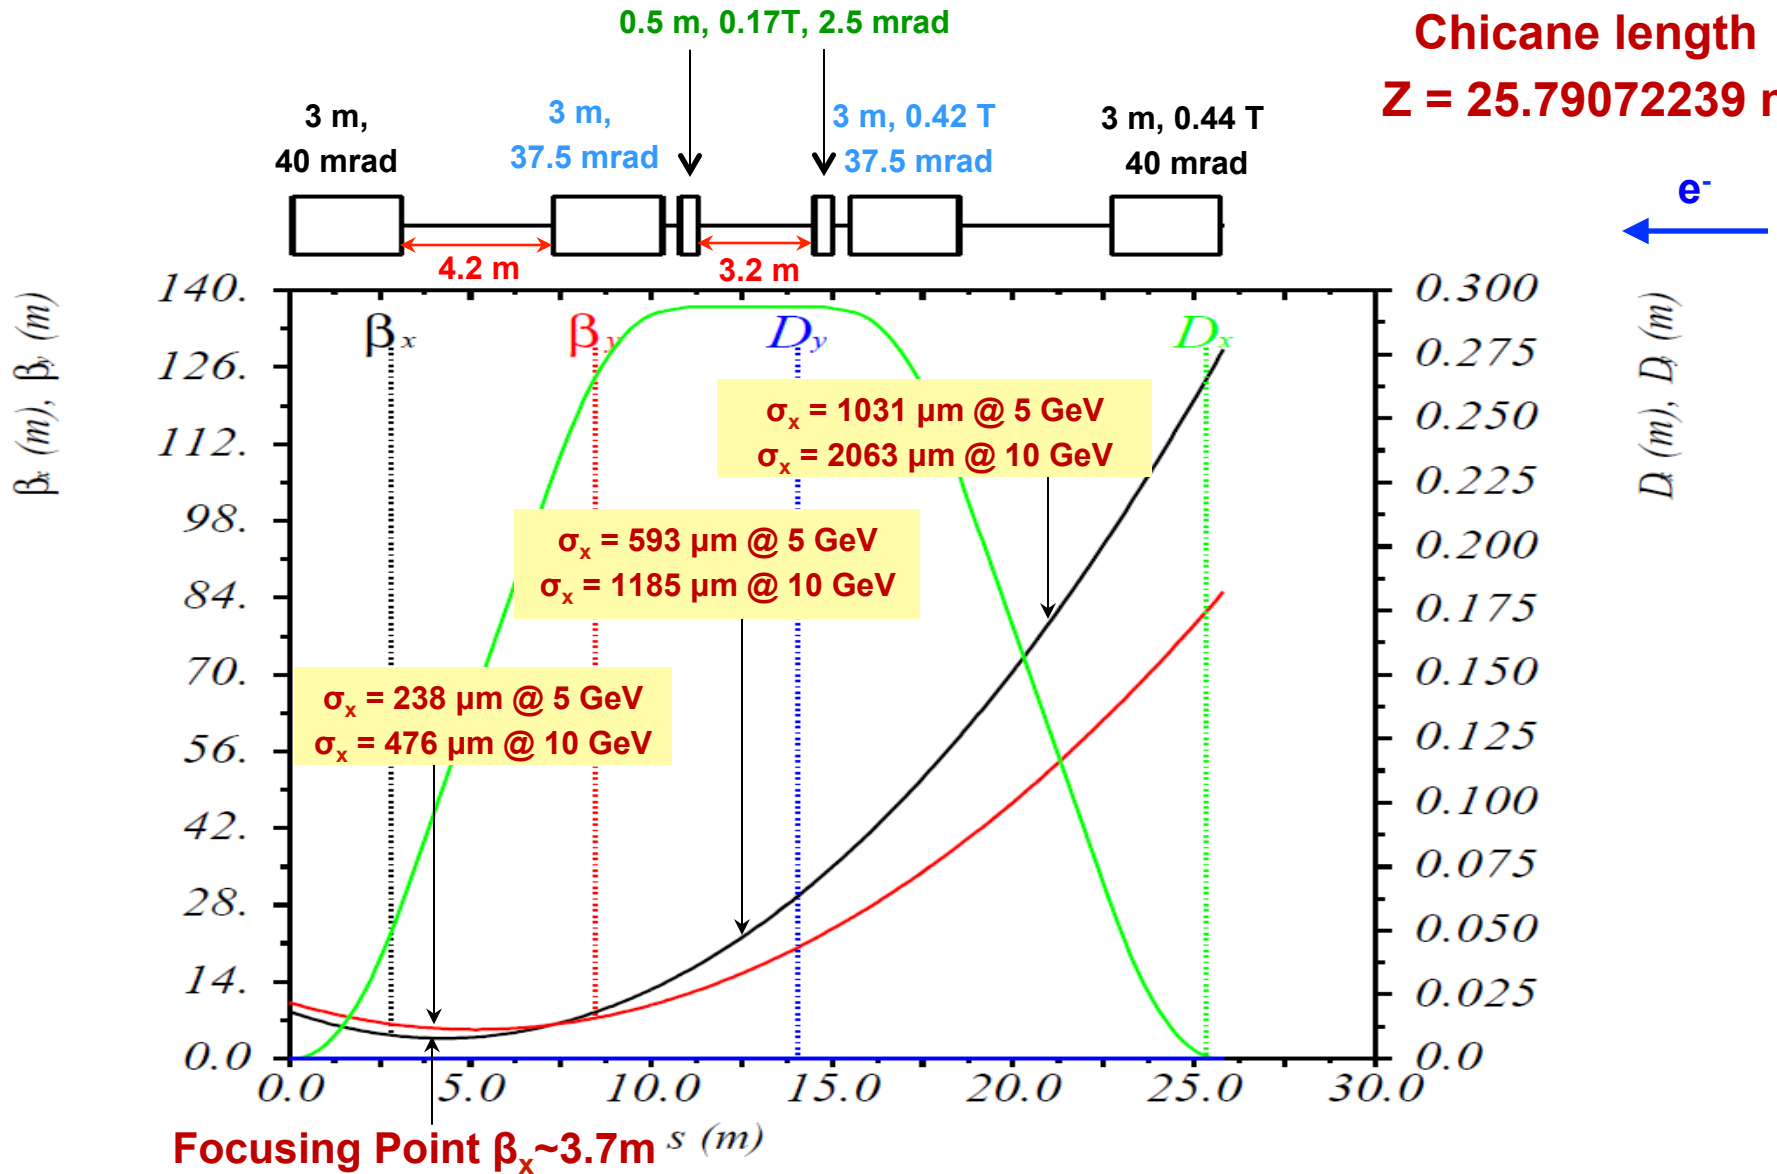 0.5 m, 0.17T, 2.5 mrad
Chicane length
Z = 25.79072239
3 m,
40 mrad
3 m,
37.5 mrad
3 m, 0.42 T
37.5 mrad
3 m, 0.44 T
40 mrad
e-
4.2 m
3.2 m
βx (m), βy (m)
140.
126.
112.
98.
84.
70.
56.
42.
28.
14.
0.0
βx
βy
Dy
Dx
σx = 1031 μm @ 5 GeV
σx = 2063 μm @ 10 GeV
σx = 593 μm @ 5 GeV
σx = 1185 μm @ 10 GeV
σx = 238 μm @ 5 GeV
σx = 476 μm @ 10 GeV
0.300
0.275
0.250
0.225
0.200
0.175
0.150
0.125
0.100
0.075
0.050
0.025
0.0
Dx (m), Dy (m)
0.0 5.0 10.0 15.0 20.0 25.0 30.0
s (m)
Focusing Point βx~3.7m